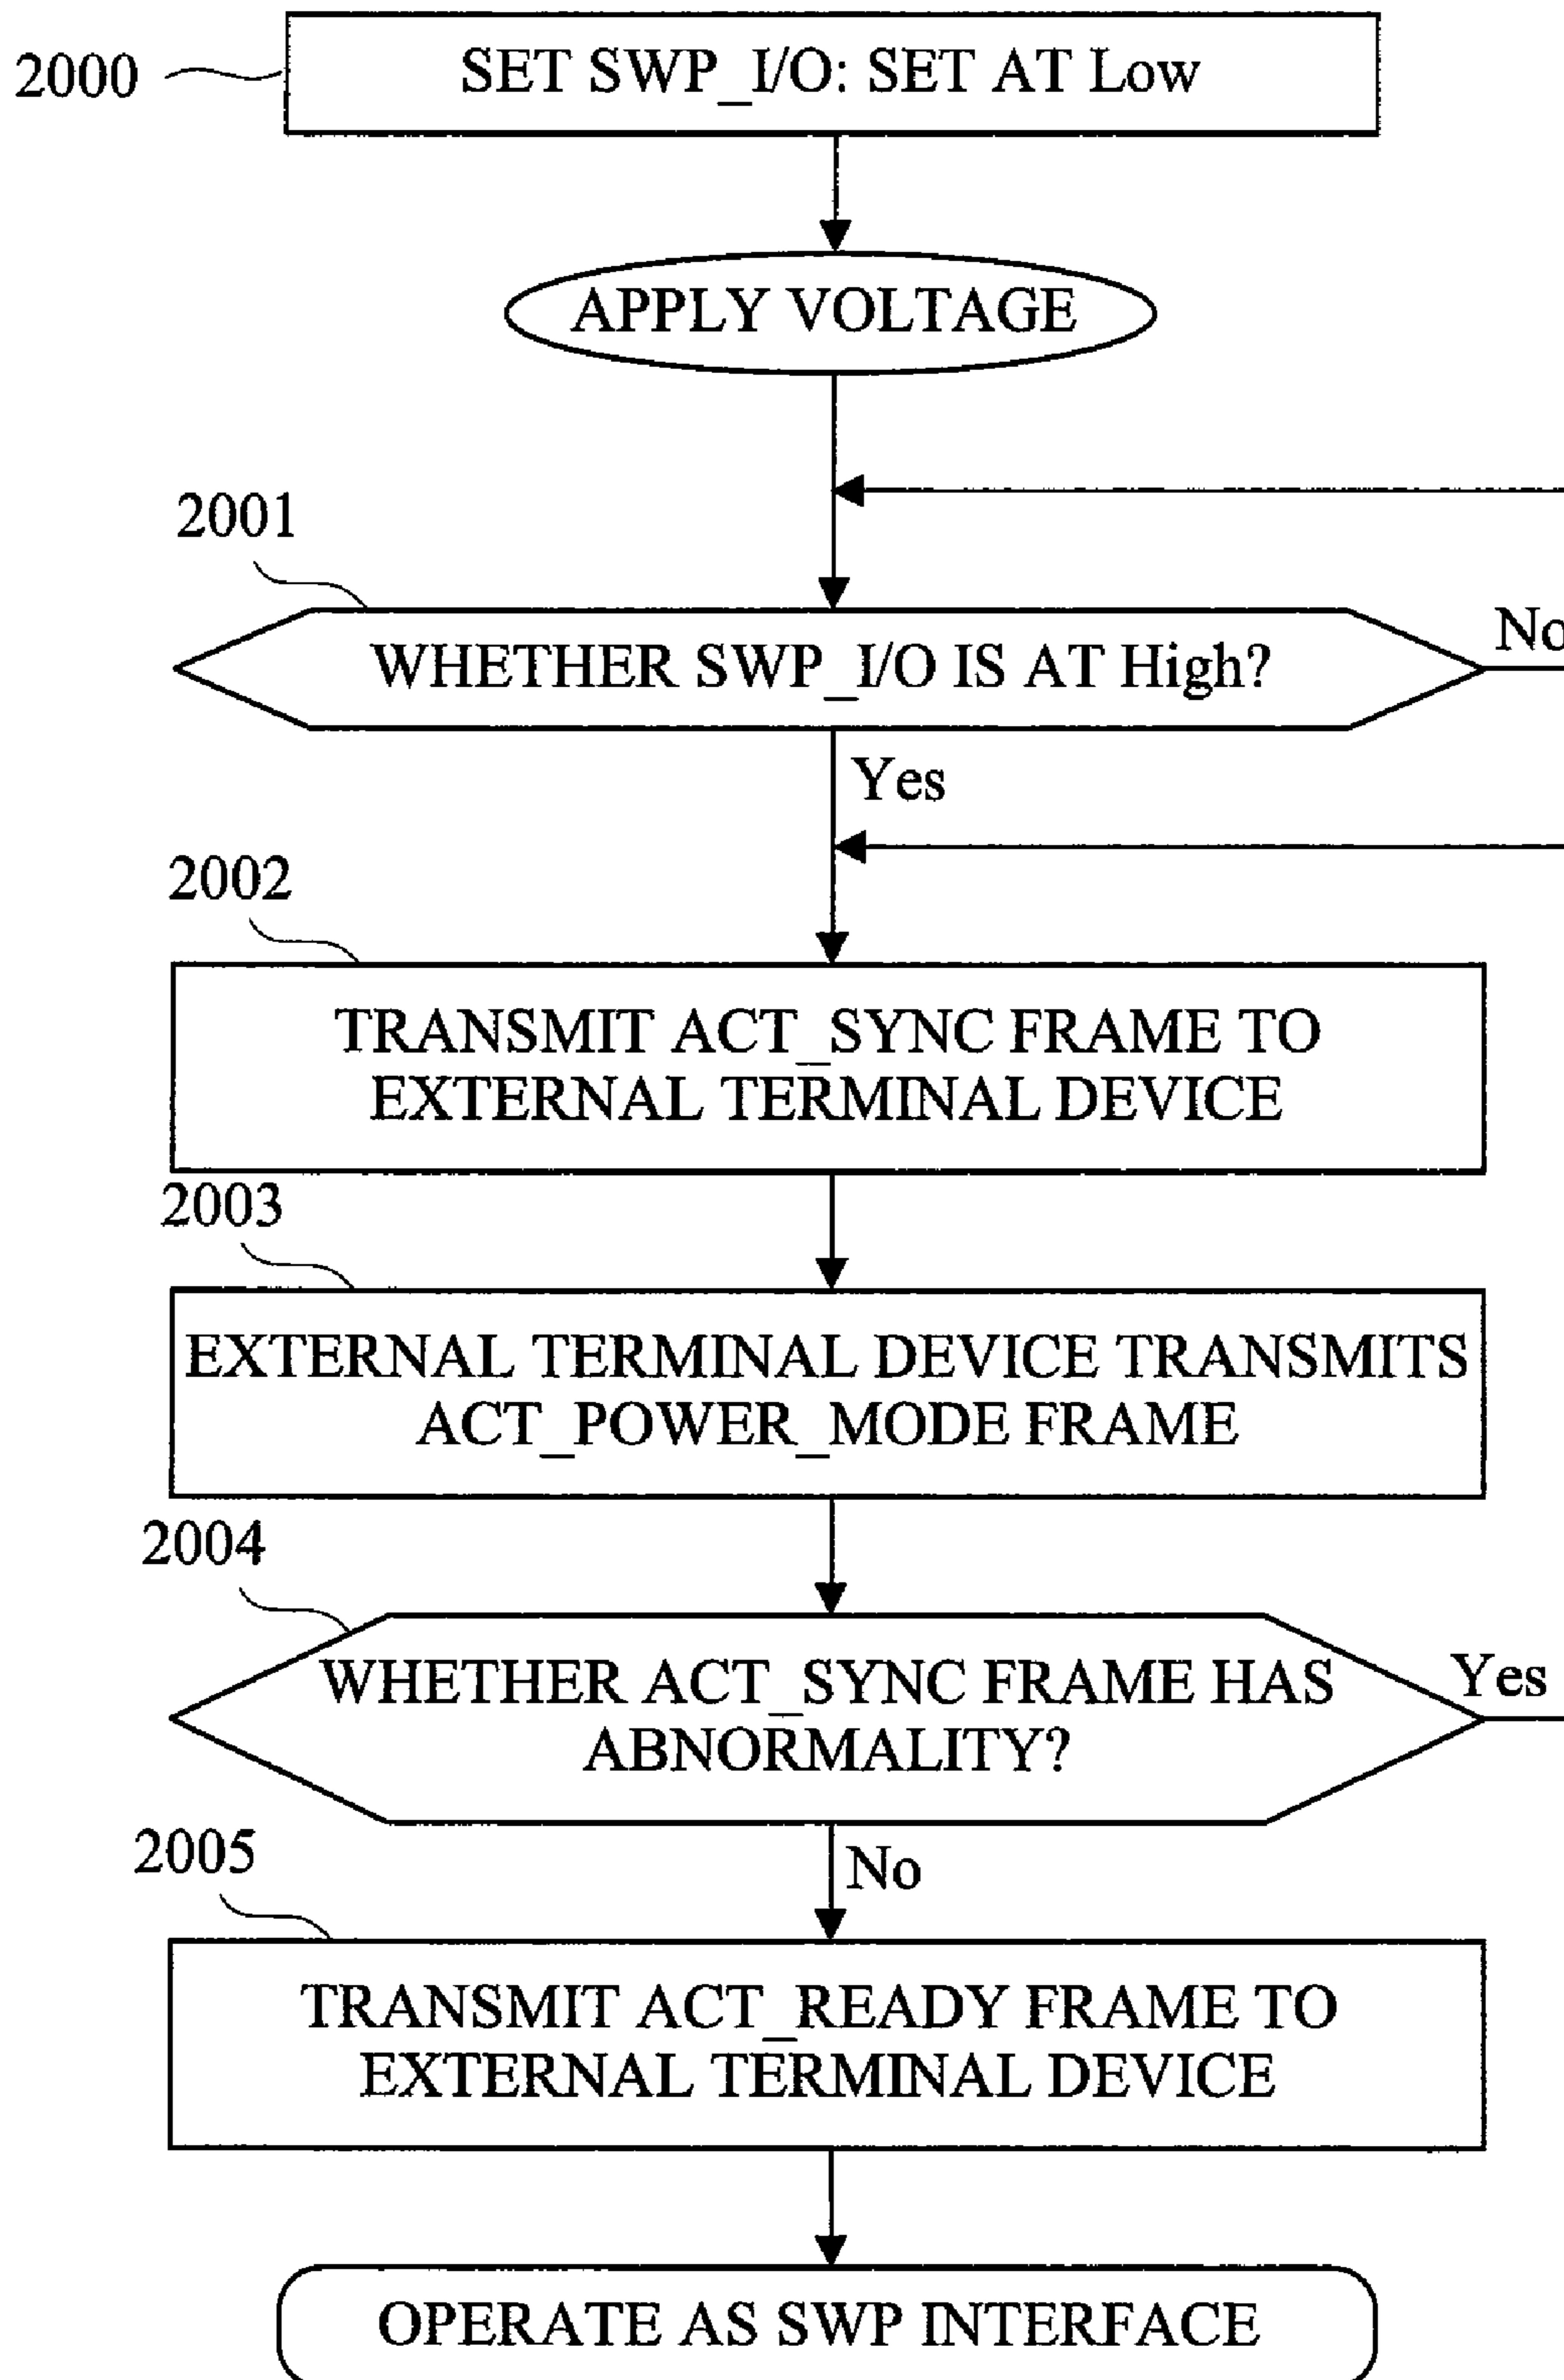 2000
SET SWP_I/O: SET AT Low
APPLY VOLTAGE
2001
WHETHER SWP_I/O IS AT High?
No
Yes
2002
TRANSMIT ACT_SYNC FRAME TO
EXTERNAL TERMINAL DEVICE
2003
EXTERNAL TERMINAL DEVICE TRANSMITS
ACT_POWER_MODE FRAME
2004
WHETHER ACT_SYNC FRAME HAS
ABNORMALITY?
Yes
No
2005
TRANSMIT ACT_READY FRAME TO
EXTERNAL TERMINAL DEVICE
OPERATE AS SWP INTERFACE